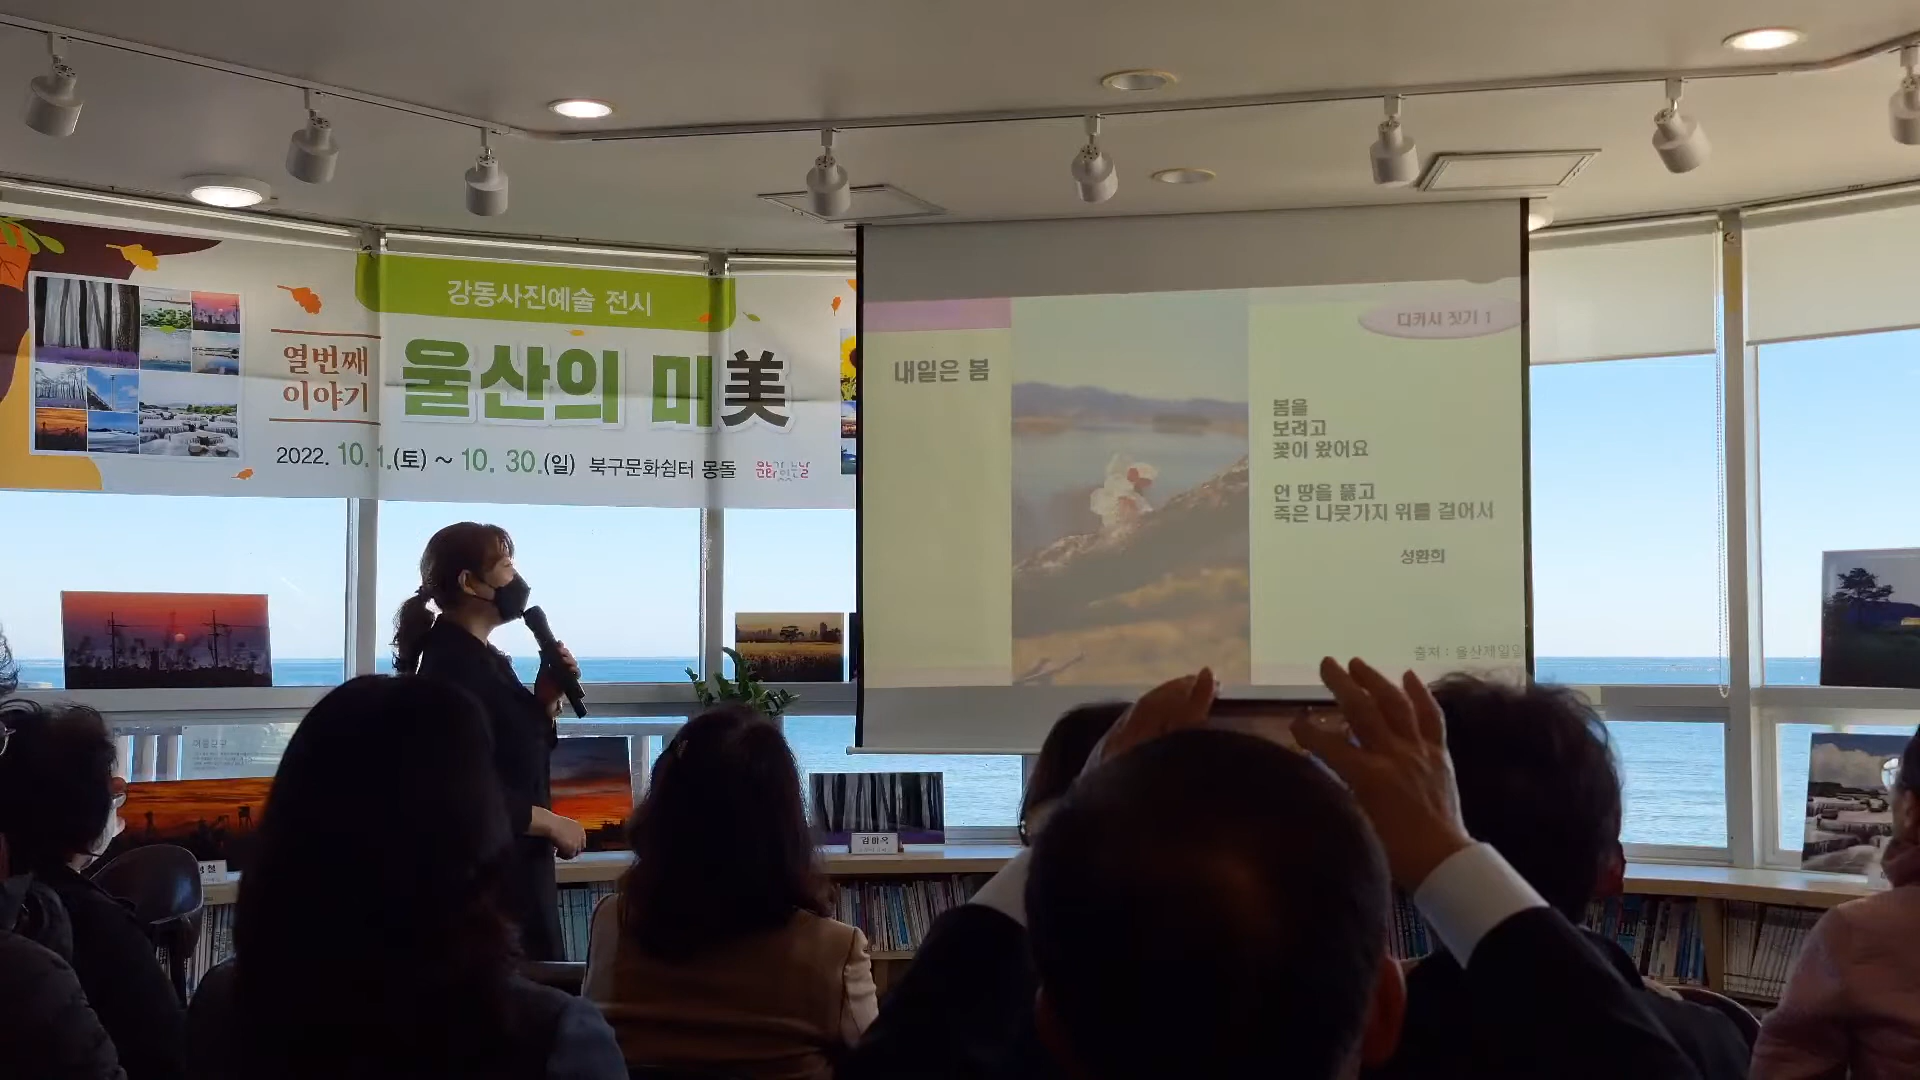 강동사진예술 전시
열번째
이야기
울산의 미美
2022. 10. 1.(토) ~ 10. 30.(일) 북구문화쉼터 몽돌
디카시 짓기 1
내일은 봄
봄을
보려고
꽃이 왔어요
언 땅을 뚫고
죽은 나뭇가지 위를 걸어서
성환희
출처 : 울산제일일